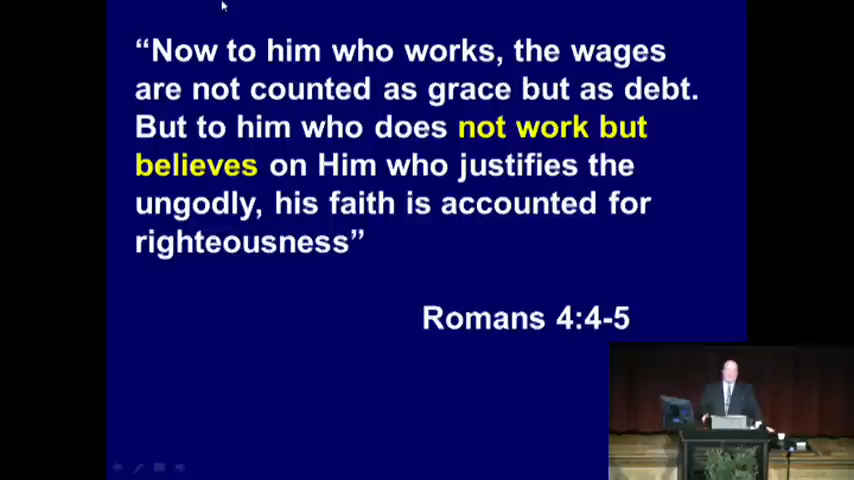 “Now to him who works, the wages
are not counted as grace but as debt.
But to him who does not work but
believes on Him who justifies the
ungodly, his faith is accounted for
righteousness”
Romans 4:4-5